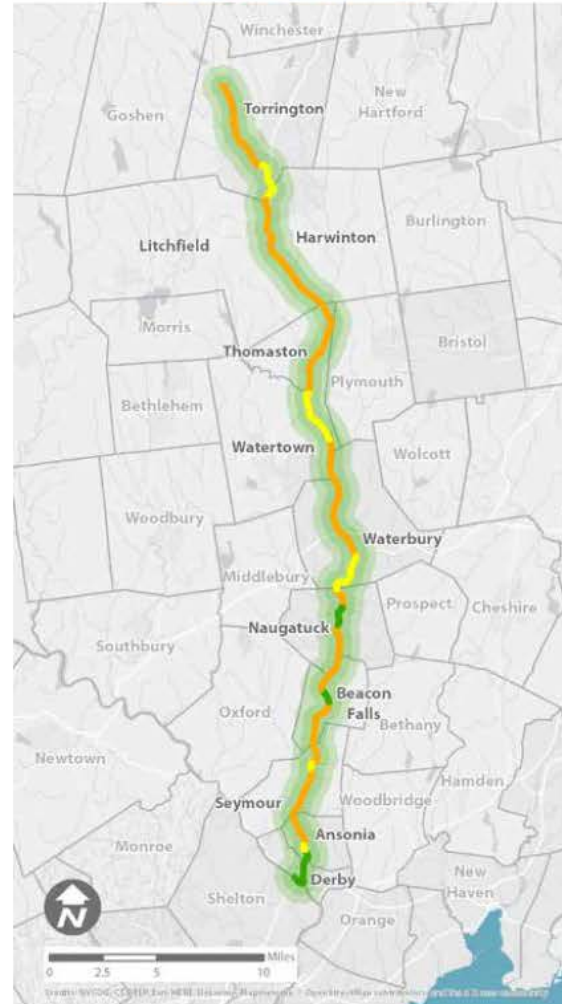 Winchester
Torrington
New
Hartford
Goshen
Burlington
Harwinton
Litchfield
Morris
Bristol
Thomaston
Plymouth
Bethlehem
Watertown
Wolcott
Woodbury
Waterbury
Middlebury
Prospect
Cheshire
Naugatuck
Southbury
Beacon
Falls
Oxford
Bethany
Newtown
Hamden
Seymour
Woodbridge
Ansonia
Monroe
Derby
New
Haven
Shelton
Orange
N
Miles
0 2.5 5 10